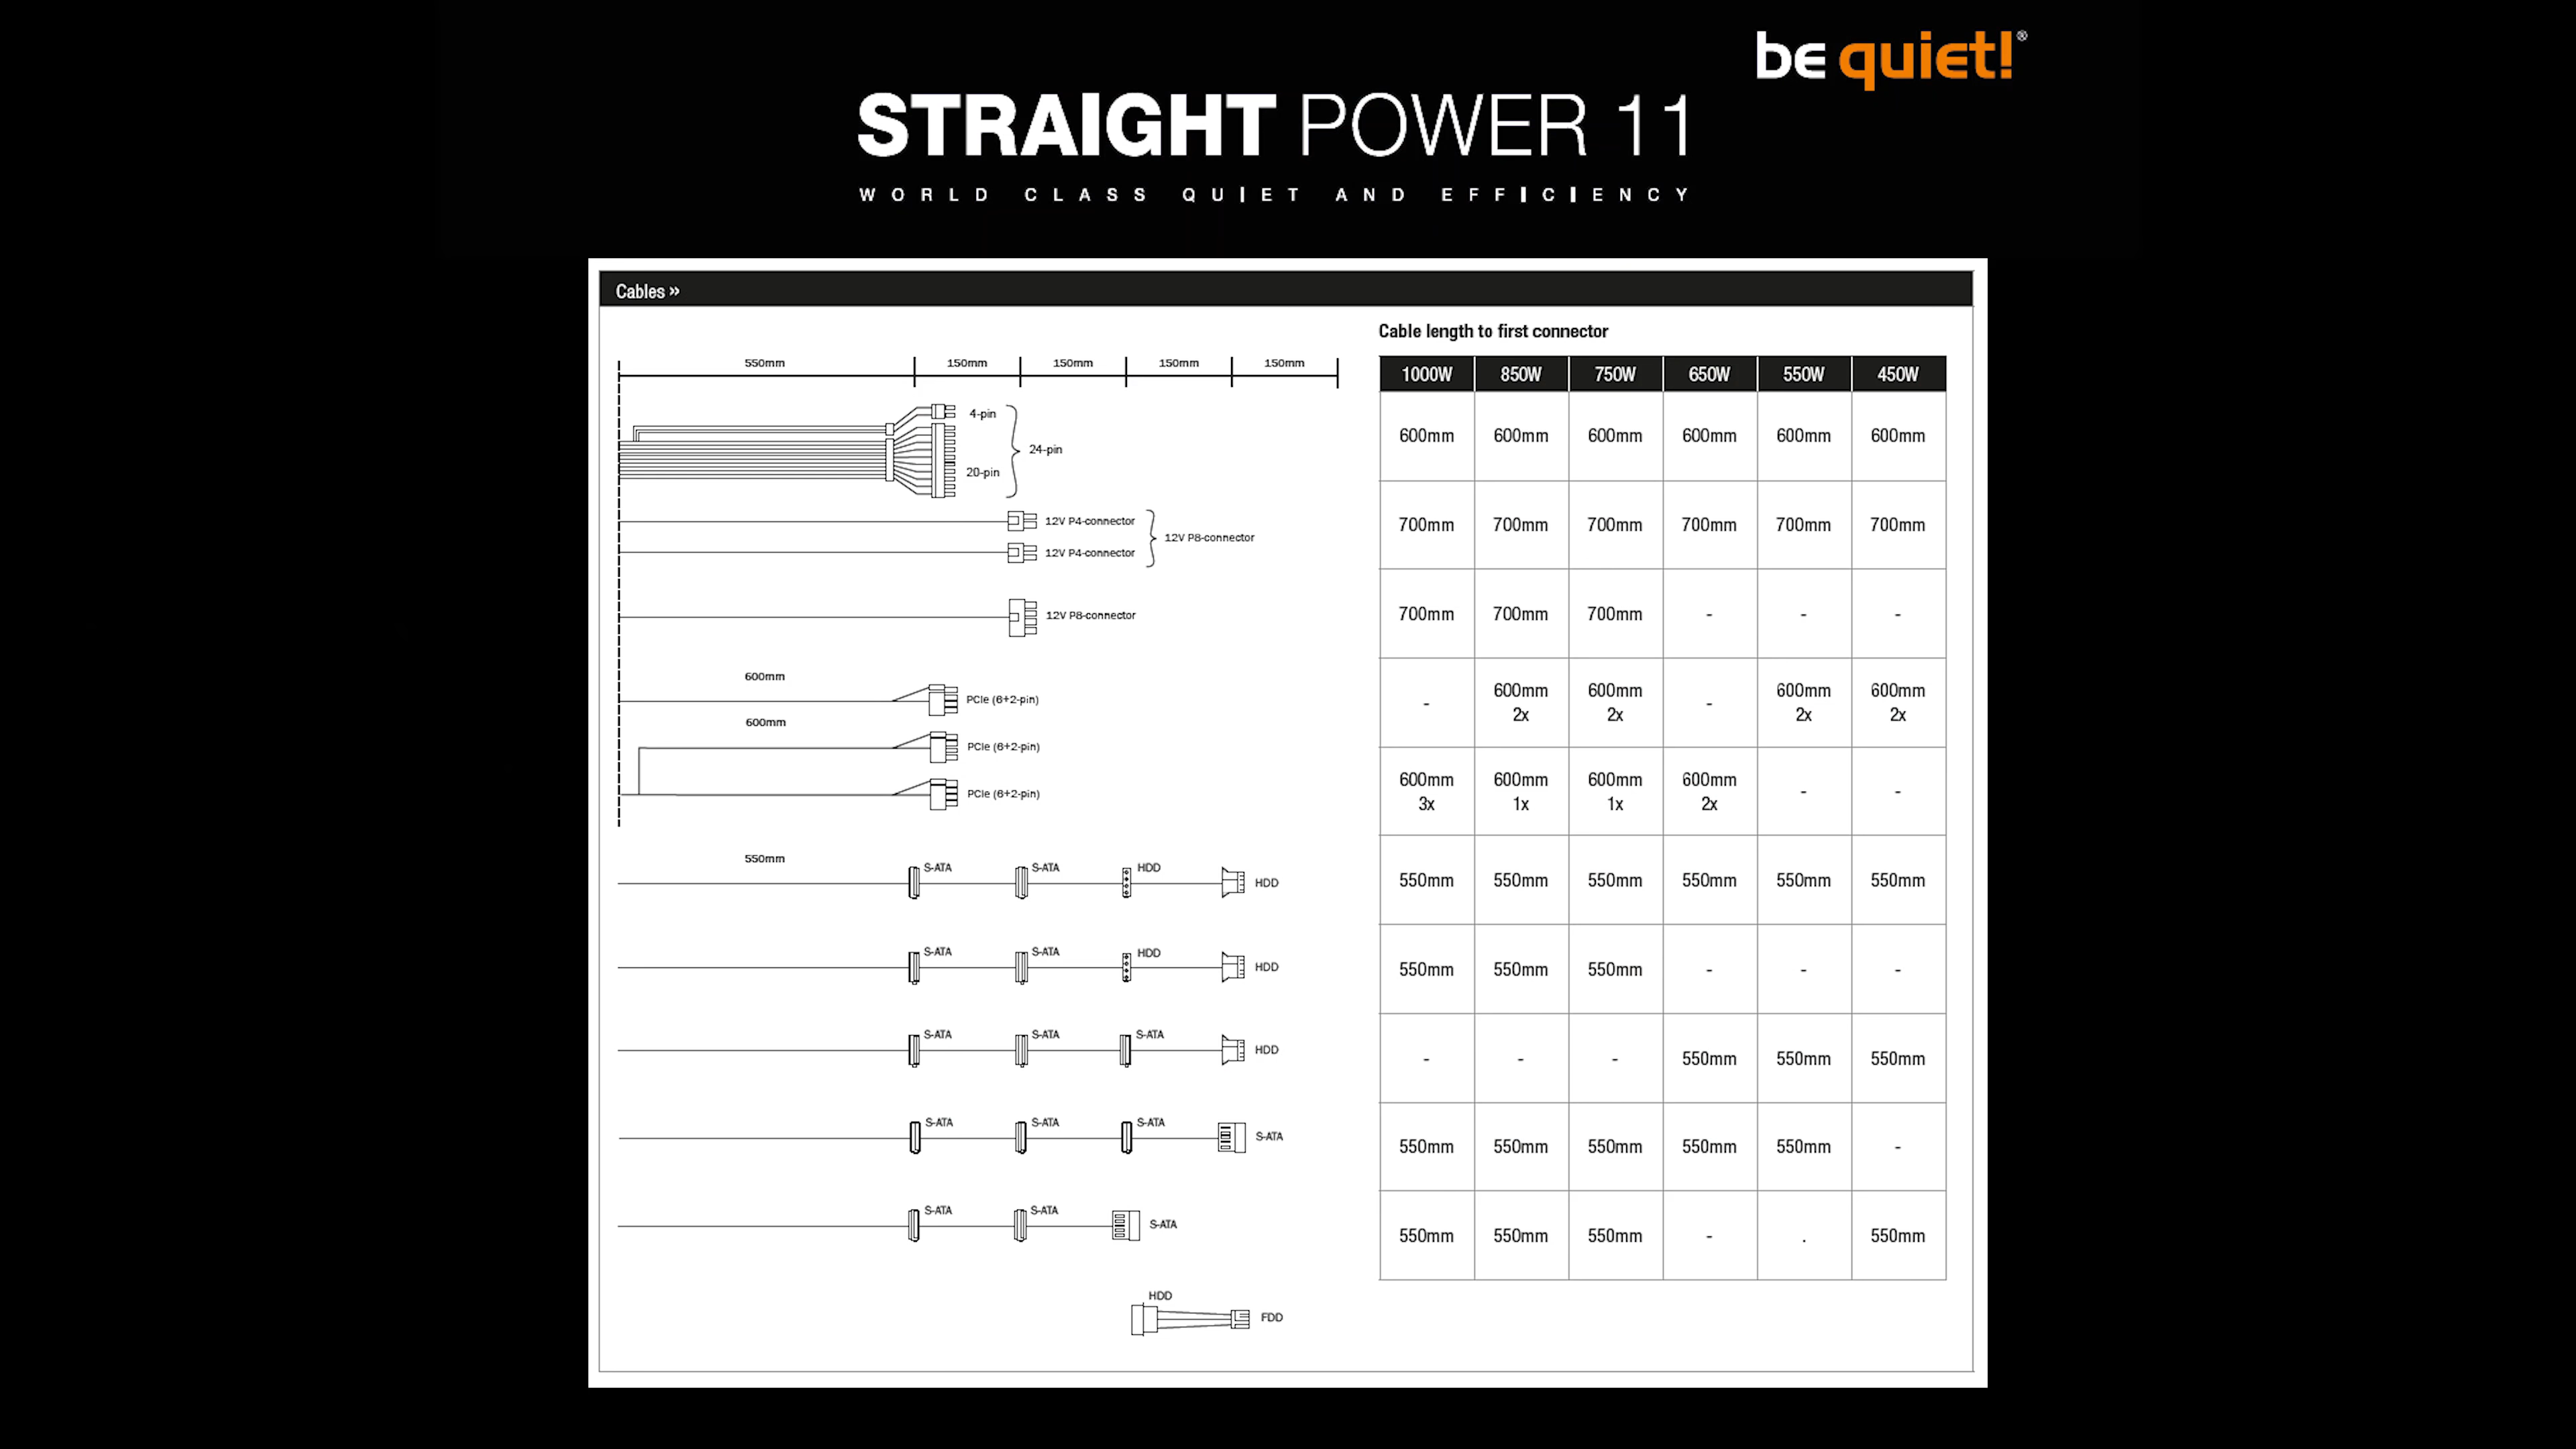 be quiet!®
STRAIGHT POWER 11
WORLD CLASS QUIET AND EFFICIENCY
Cables »
Cable length to first connector
550mm 150mm 150mm 150mm 150mm
1000W 850W 750W 650W 550W 450W
4-pin
20-pin
24-pin
600mm 600mm 600mm 600mm 600mm 600mm
12V P4-connector
12V P4-connector
12V P8-connector
700mm 700mm 700mm 700mm 700mm 700mm
12V P8-connector
700mm 700mm 700mm - - -
600mm
PCIe (6+2-pin)
- 600mm 600mm - 600mm 600mm
2x 2x 2x 2x
600mm
PCIe (6+2-pin)
PCIe (6+2-pin)
600mm 600mm 600mm 600mm - -
3x 1x 1x 2x
550mm
S-ATA S-ATA HDD HDD
550mm 550mm 550mm 550mm 550mm 550mm
S-ATA S-ATA HDD HDD
550mm 550mm 550mm - - -
S-ATA S-ATA S-ATA HDD
- - - 550mm 550mm 550mm
S-ATA S-ATA S-ATA S-ATA
550mm 550mm 550mm 550mm 550mm -
S-ATA S-ATA S-ATA
550mm 550mm 550mm - . 550mm
HDD FDD